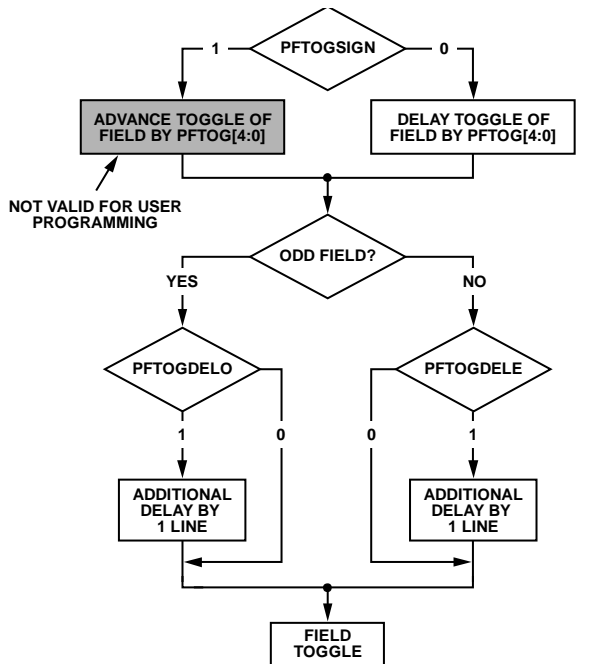 PFTOGSIGN
1
0
ADVANCE TOGGLE OF
FIELD BY PFTOG[4:0]
DELAY TOGGLE OF
FIELD BY PFTOG[4:0]
NOT VALID FOR USER
PROGRAMMING
ODD FIELD?
YES
NO
PFTOGDELO
PFTOGDELE
1
0
0
1
ADDITIONAL
DELAY BY
1 LINE
ADDITIONAL
DELAY BY
1 LINE
FIELD
TOGGLE